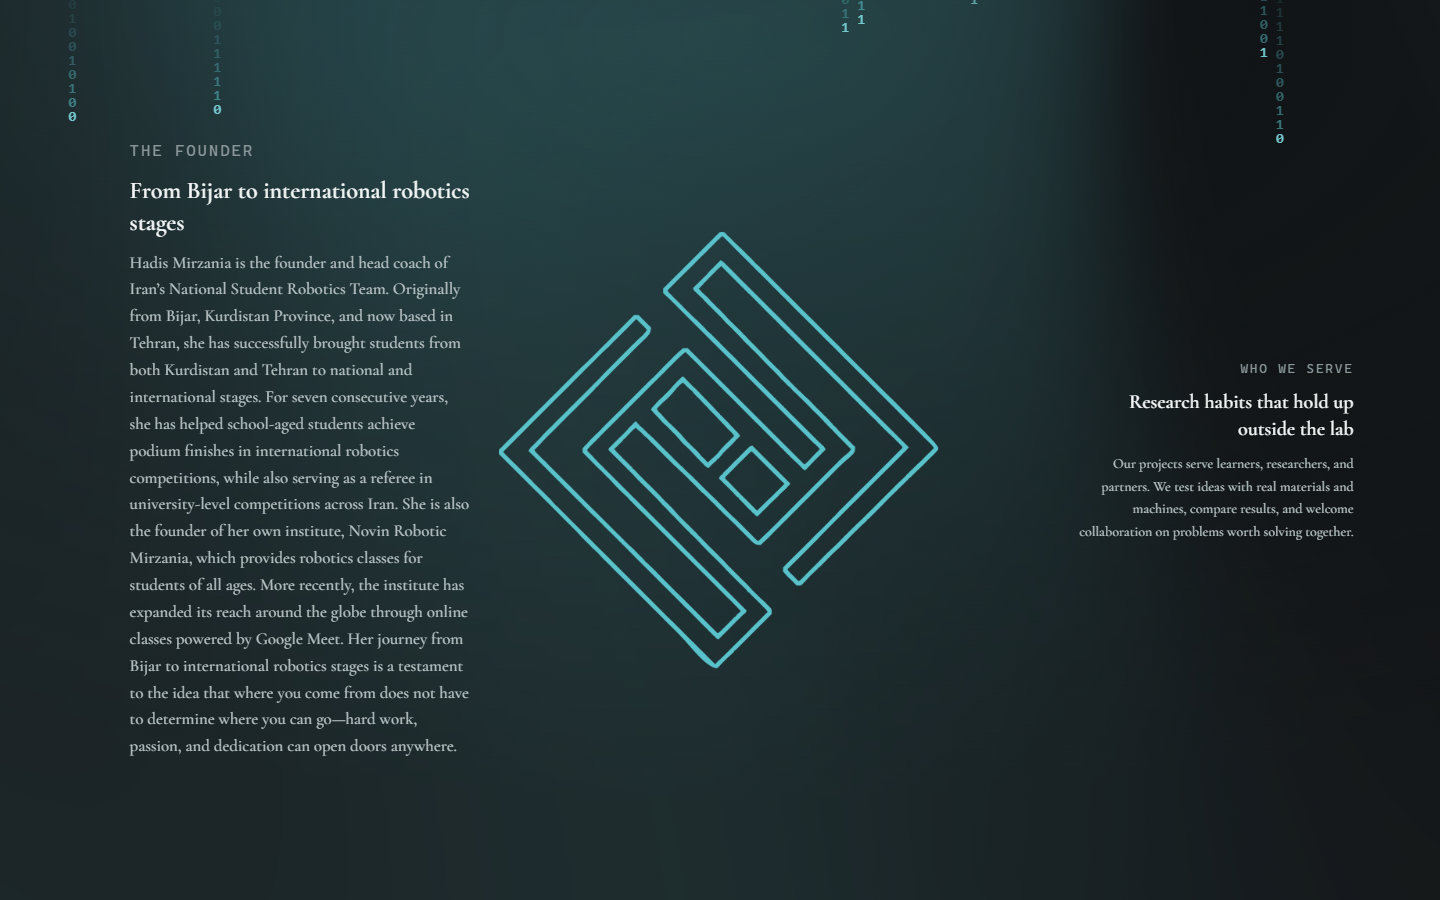 THE FOUNDER
From Bijar to international robotics
stages
Hadis Mirzania is the founder and head coach of
Iran’s National Student Robotics Team. Originally
from Bijar, Kurdistan Province, and now based in
Tehran, she has successfully brought students from
both Kurdistan and Tehran to national and
international stages. For seven consecutive years,
she has helped school-aged students achieve
podium finishes in international robotics
competitions, while also serving as a referee in
university-level competitions across Iran. She is also
the founder of her own institute, Novin Robotic
Mirzania, which provides robotics classes for
students of all ages. More recently, the institute has
expanded its reach around the globe through online
classes powered by Google Meet. Her journey from
Bijar to international robotics stages is a testament
to the idea that where you come from does not have
to determine where you can go—hard work,
passion, and dedication can open doors anywhere.
WHO WE SERVE
Research habits that hold up
outside the lab
Our projects serve learners, researchers, and
partners. We test ideas with real materials and
machines, compare results, and welcome
collaboration on problems worth solving together.